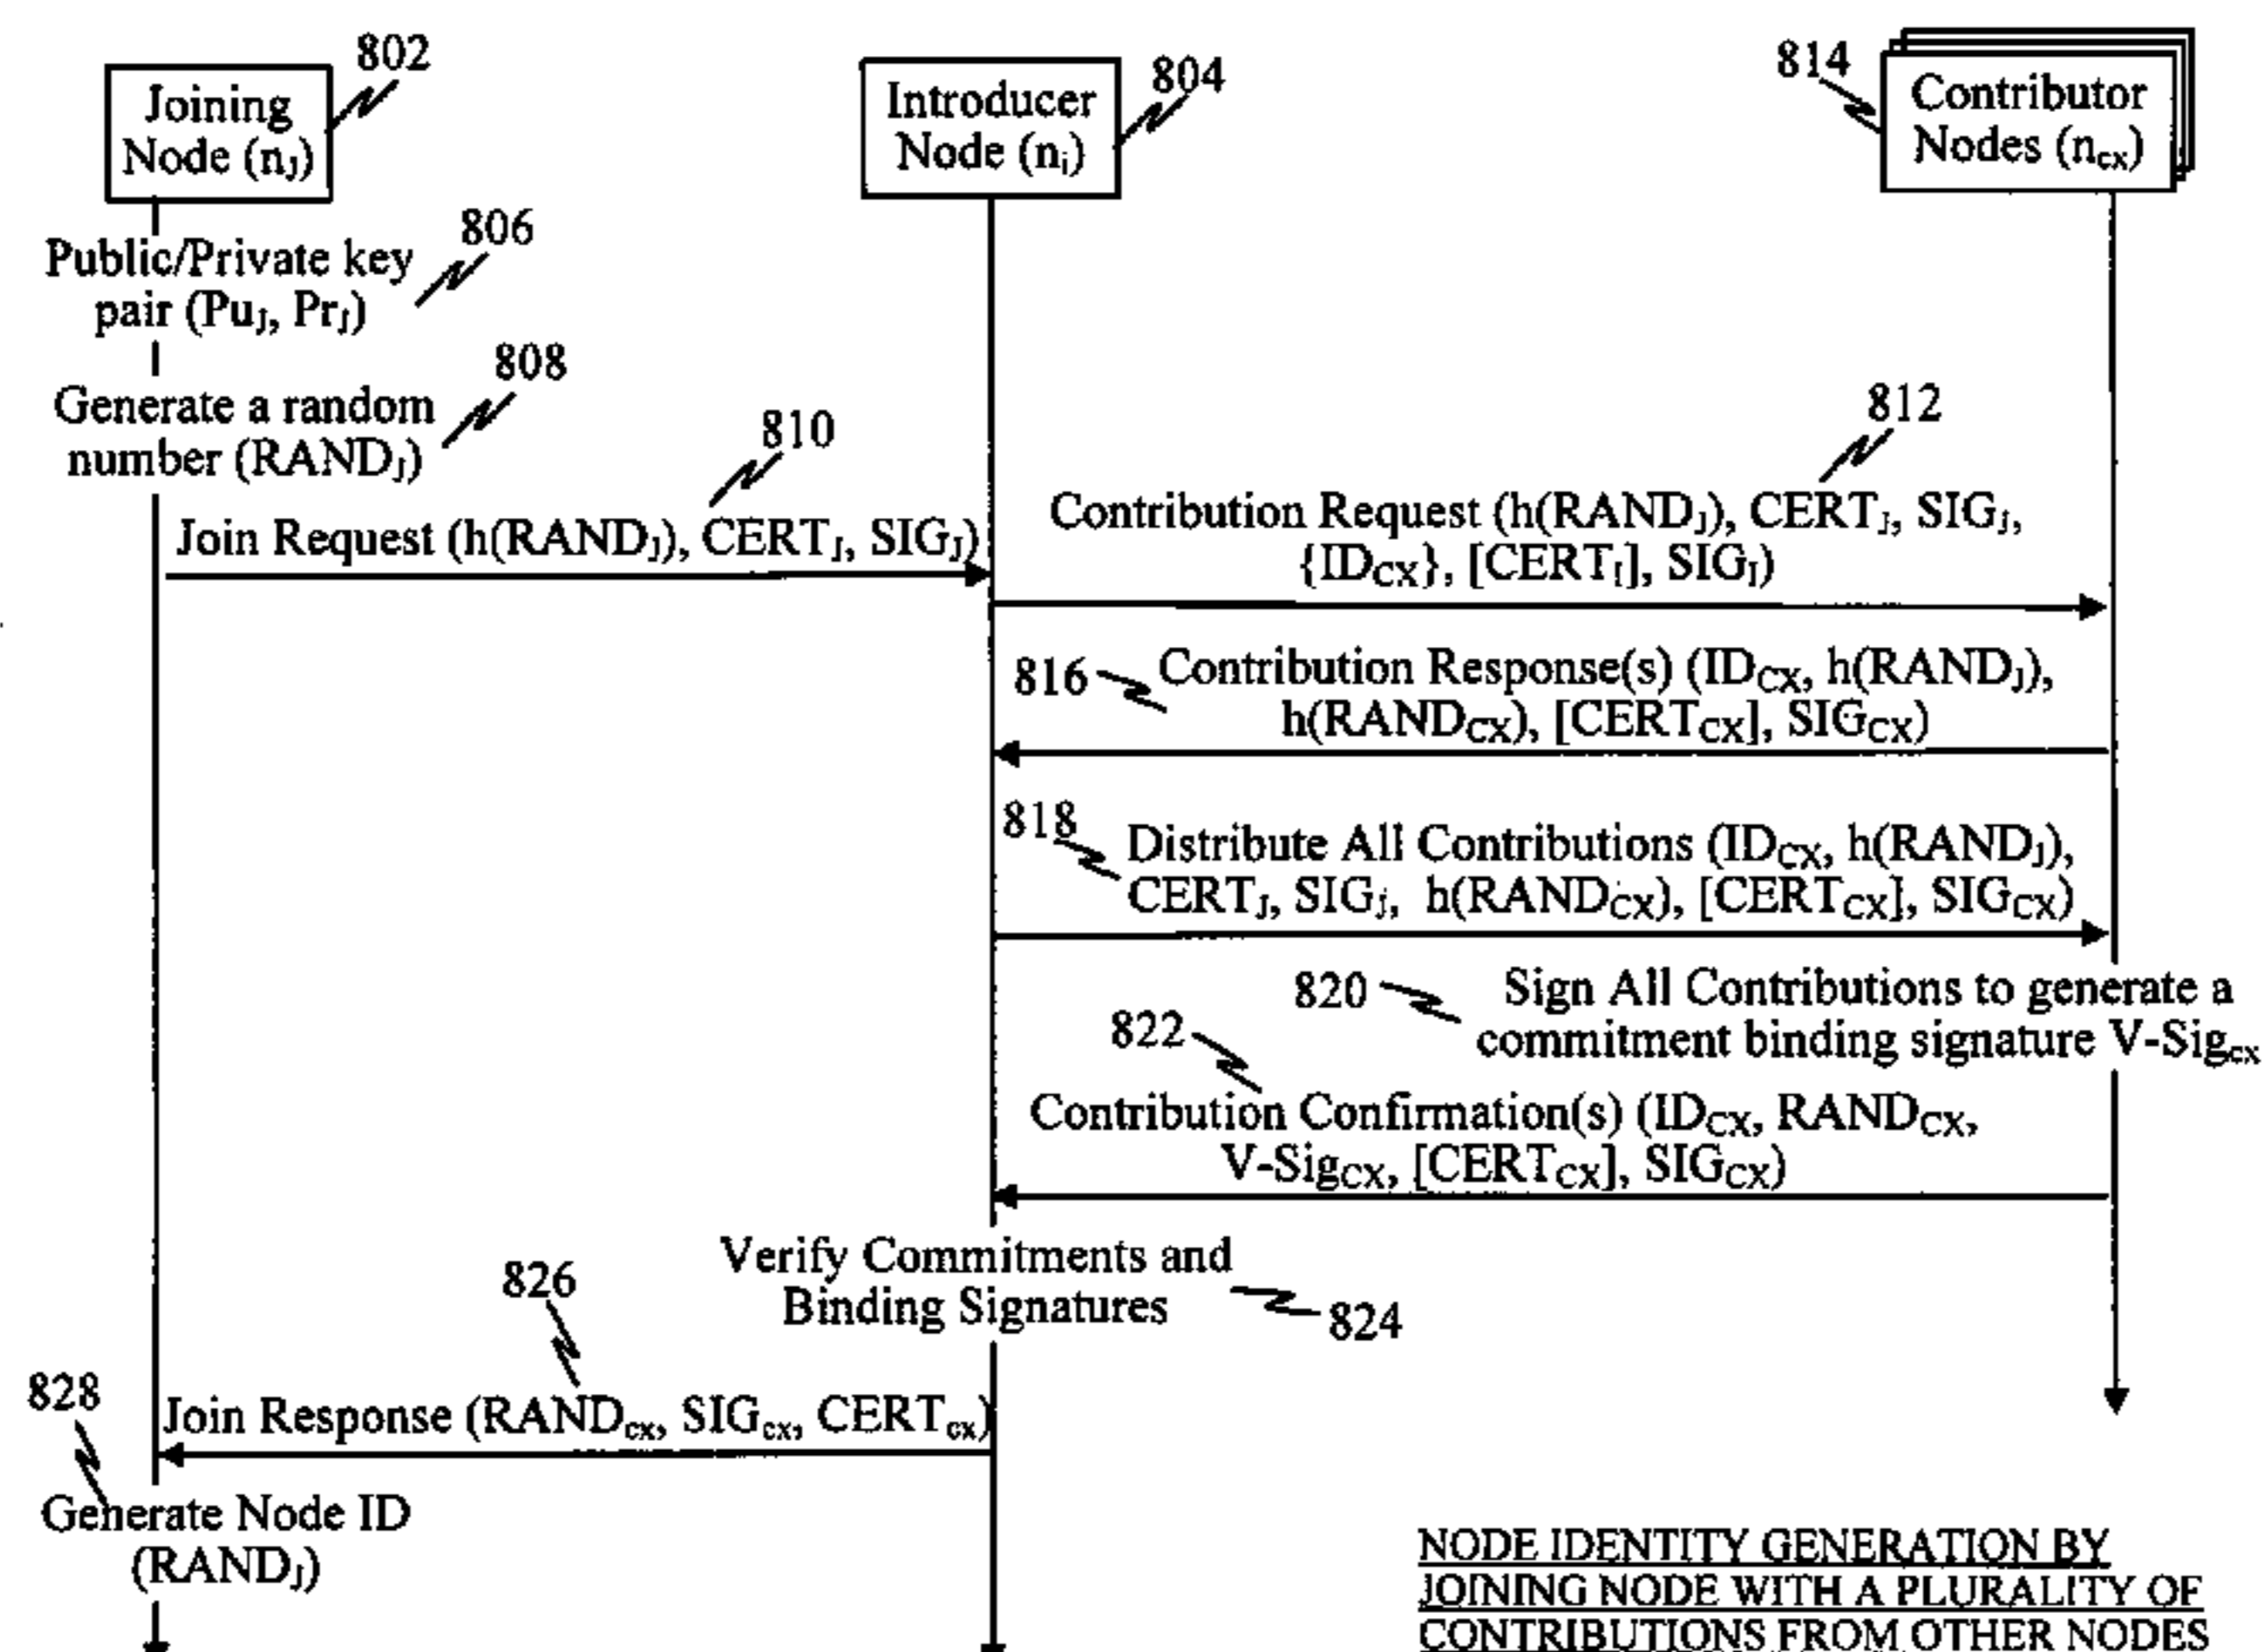 802
Joining
Node (nJ)
804
Introducer
Node (ni)
814
Contributor
Nodes (ncx)
806
Public/Private key
pair (PuJ, PrJ)
808
Generate a random
number (RANDJ)
810
Join Request (h(RANDJ), CERTJ, SIGJ)
812
Contribution Request (h(RANDJ), CERTJ, SIGJ,
{IDCX}, [CERTI], SIGI)
816
Contribution Response(s) (IDCX, h(RANDJ),
h(RANDCX), [CERTCX], SIGCX)
818
Distribute All Contributions (IDCX, h(RANDJ),
CERTJ, SIGJ, h(RANDCX), [CERTCX], SIGCX)
820
Sign All Contributions to generate a
commitment binding signature V-Sigcx
822
Contribution Confirmation(s) (IDCX, RANDCX,
V-SigCX, [CERTCX], SIGCX)
Verify Commitments and
Binding Signatures
824
826
Join Response (RANDcx, SIGcx, CERTcx)
828
Generate Node ID
(RANDJ)
NODE IDENTITY GENERATION BY
JOINING NODE WITH A PLURALITY OF
CONTRIBUTIONS FROM OTHER NODES